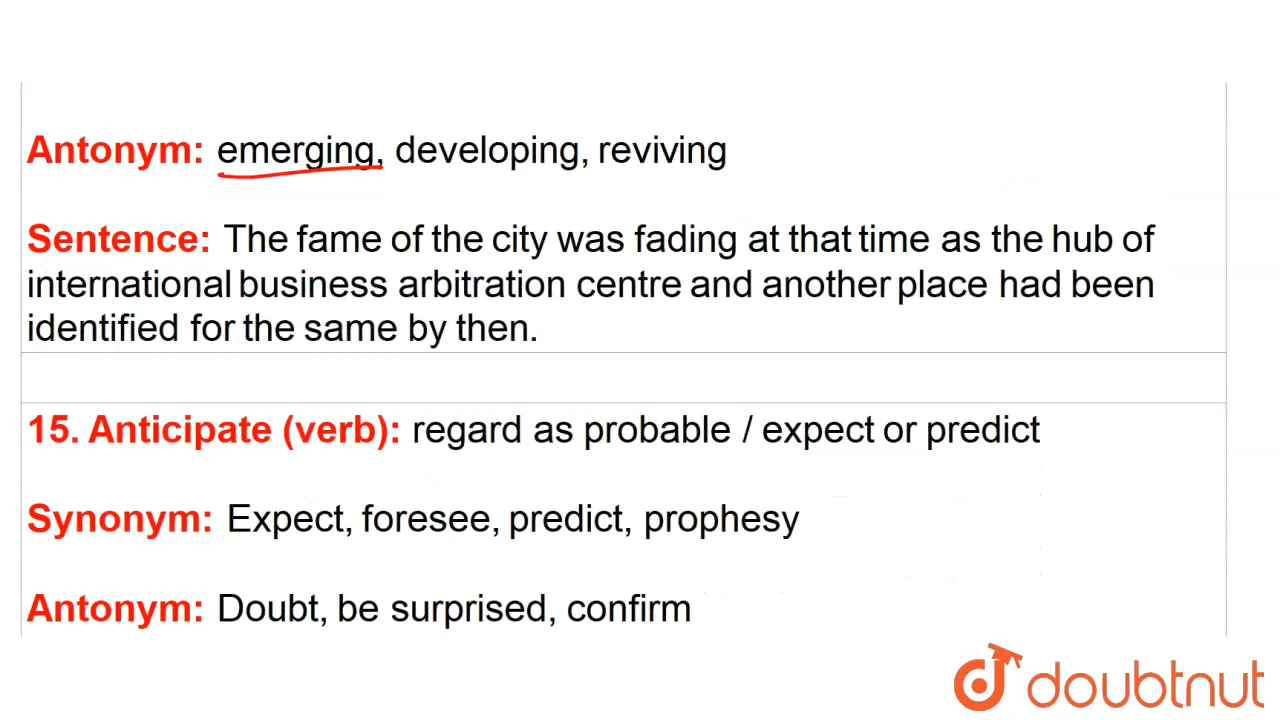 Antonym: emerging, developing, reviving
Sentence: The fame of the city was fading at that time as the hub of
international business arbitration centre and another place had been
identified for the same by then.
15. Anticipate (verb): regard as probable / expect or predict
Synonym: Expect, foresee, predict, prophesy
Antonym: Doubt, be surprised, confirm
doubtnut